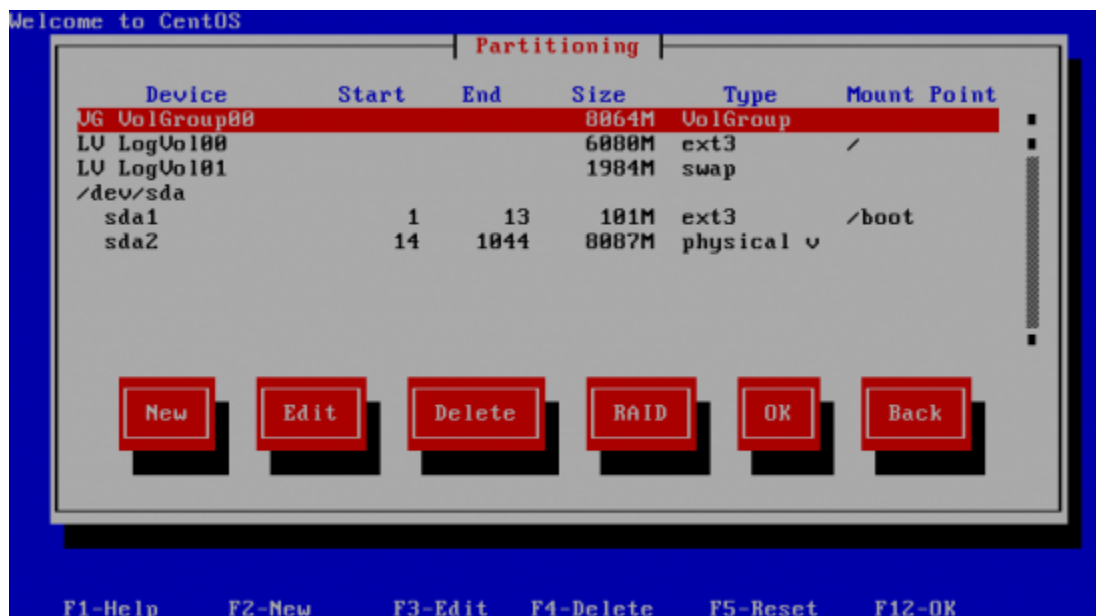 Welcome to CentOS
Partitioning
Device Start End Size Type Mount Point
VG VolGroup00 8064M VolGroup
LV LogVol00 6080M ext3 /
LV LogVol01 1984M swap
/dev/sda
sda1 1 13 101M ext3 /boot
sda2 14 1044 8087M physical v
New Edit Delete RAID OK Back
F1-Help F2-New F3-Edit F4-Delete F5-Reset F12-OK